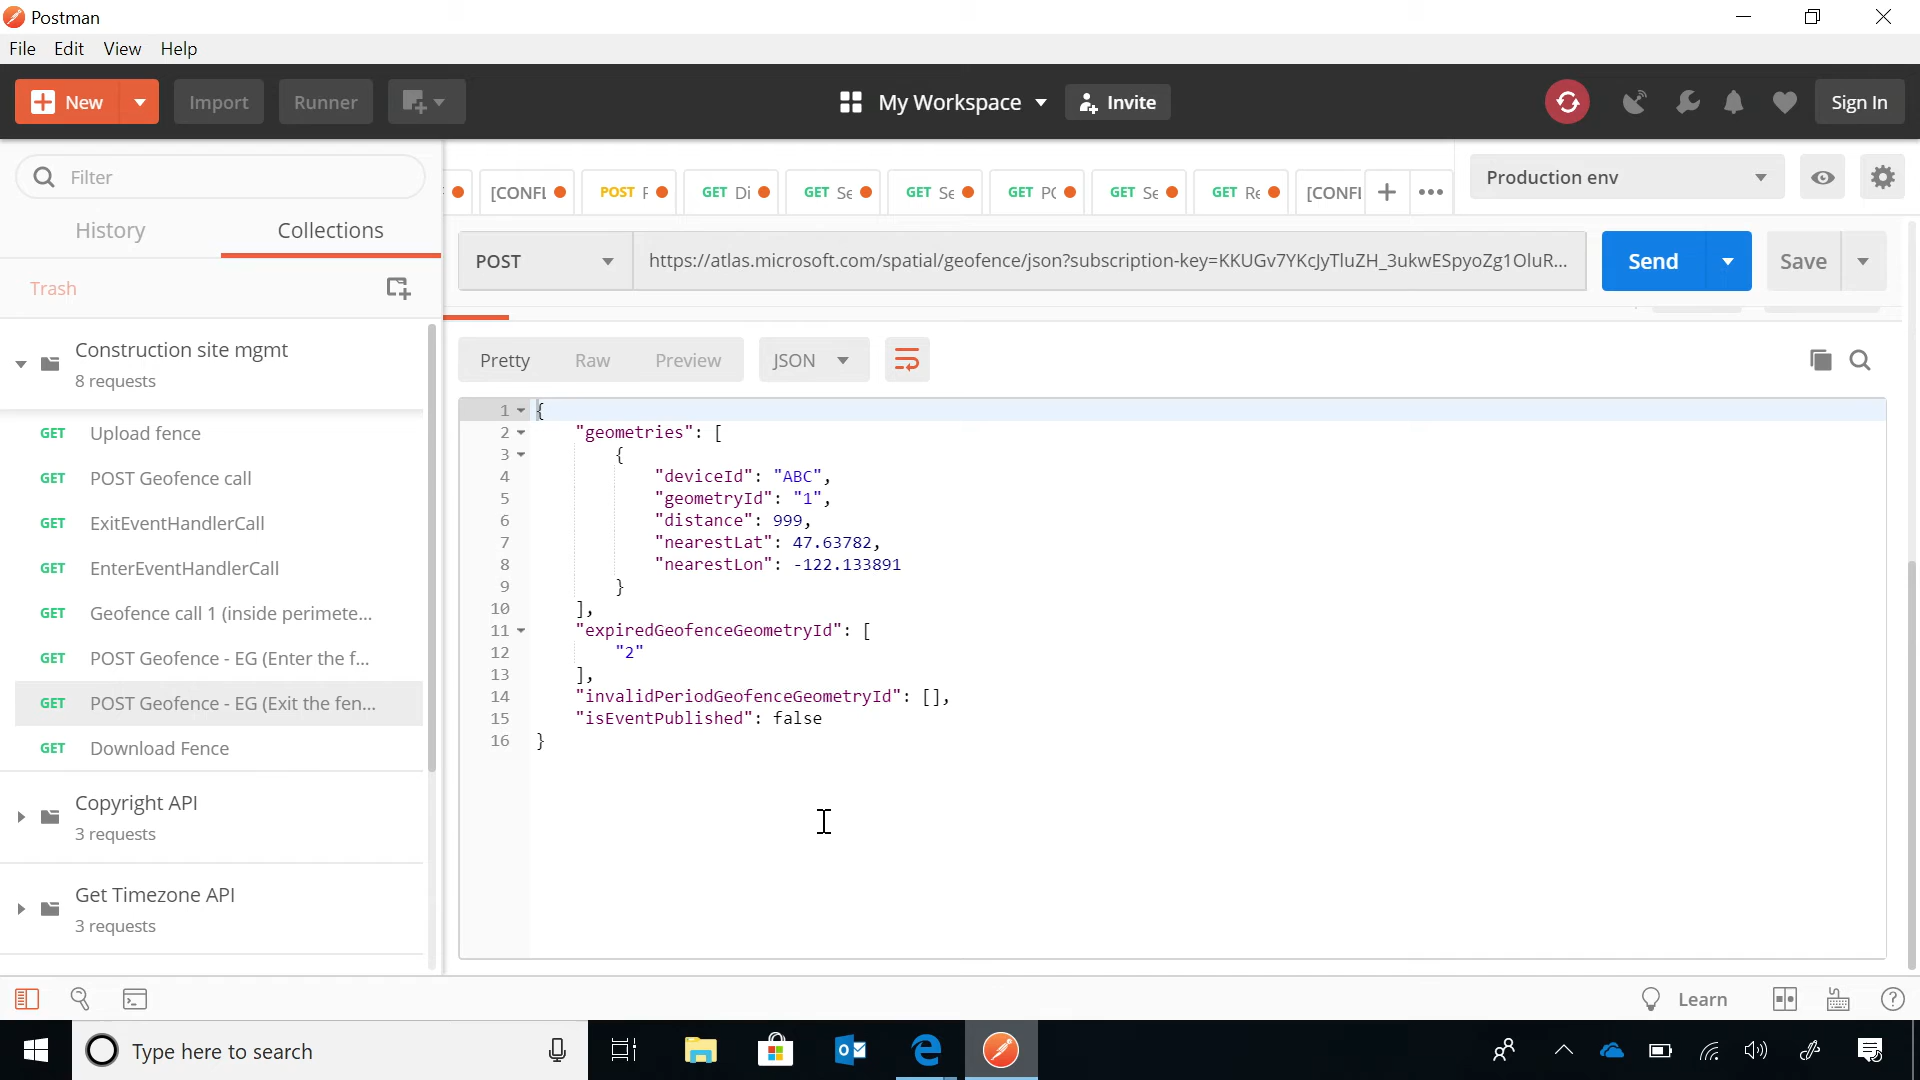 Postman
File Edit View Help
New Import Runner My Workspace Invite Sign In
Filter
History Collections
Trash
[CONFL POST F GET Di GET Se GET Se GET PC GET Se GET Re [CONFL + ••• Production env
POST https://atlas.microsoft.com/spatial/geofence/json?subscription-key=KKUGv7YKcJyTluZH_3ukwESpyoZg1OluR... Send Save
Construction site mgmt
8 requests
GET Upload fence
GET POST Geofence call
GET ExitEventHandlerCall
GET EnterEventHandlerCall
GET Geofence call 1 (inside perimete...
GET POST Geofence - EG (Enter the f...
GET POST Geofence - EG (Exit the fen...
GET Download Fence
Copyright API
3 requests
Get Timezone API
3 requests
Pretty Raw Preview JSON
1 {
2 "geometries": [
3 {
4 "deviceId": "ABC",
5 "geometryId": "1",
6 "distance": 999,
7 "nearestLat": 47.63782,
8 "nearestLon": -122.133891
9 }
10 ],
11 "expiredGeofenceGeometryId": [
12 "2"
13 ],
14 "invalidPeriodGeofenceGeometryId": [],
15 "isEventPublished": false
16 }
Learn
Type here to search